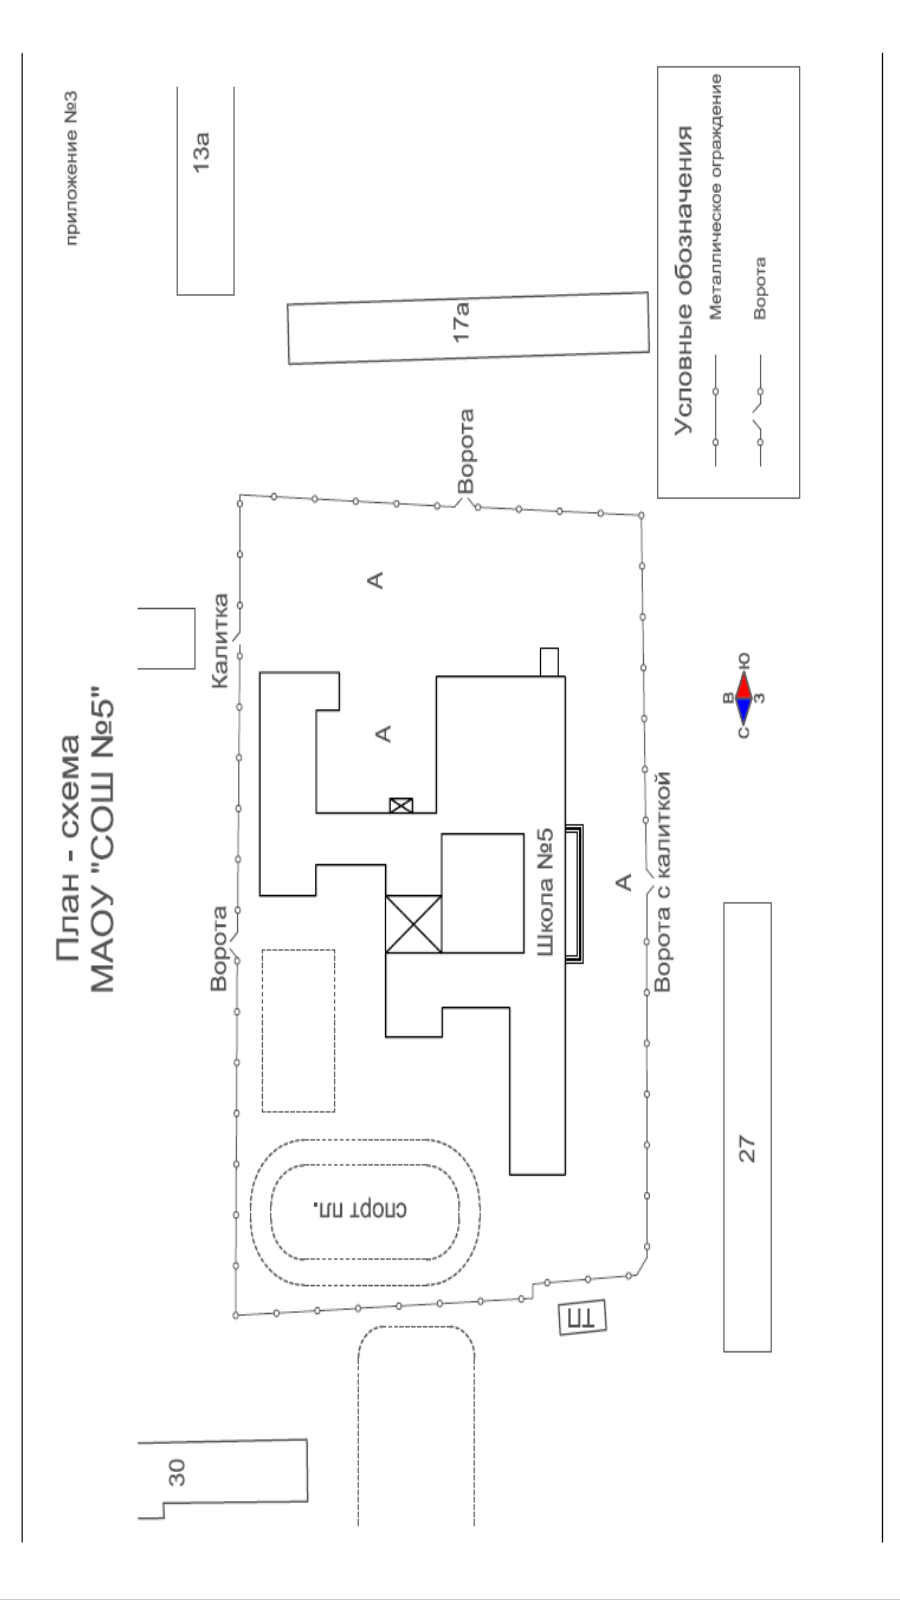 приложение №3
План - схема
МАОУ "СОШ №5"
30
Ворота
Калитка
13а
спорт пл.
А
А
Ворота
17а
ТП
Школа №5
А
Ворота с калиткой
Условные обозначения
Металлическое ограждение
Ворота
27
В
С
Ю
З